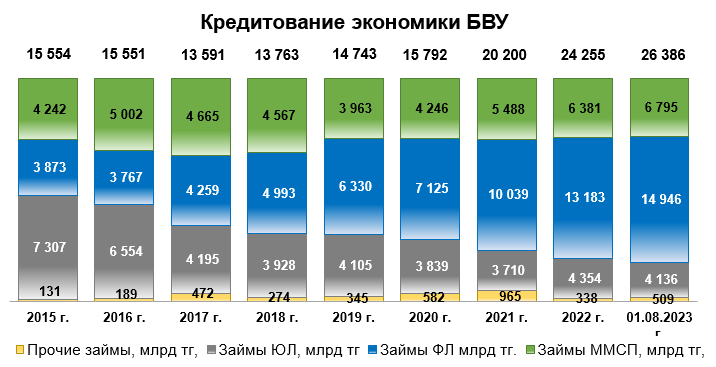 Кредитование экономики БВУ
15 554 15 551 13 591 13 763 14 743 15 792 20 200 24 255 26 386
4 242 5 002 4 665 4 567 3 963 4 246 5 488 6 381 6 795
3 873 3 767 4 259 4 993 6 330 7 125 10 039 13 183 14 946
7 307 6 554 4 195 3 928 4 105 3 839 3 710 4 354 4 136
131 189 472 274 345 582 965 338 509
2015 г. 2016 г. 2017 г. 2018 г. 2019 г. 2020 г. 2021 г. 2022 г. 01.08.2023
г
Прочие займы, млрд тг, Займы ЮЛ, млрд тг Займы ФЛ млрд тг. Займы ММСП, млрд тг,